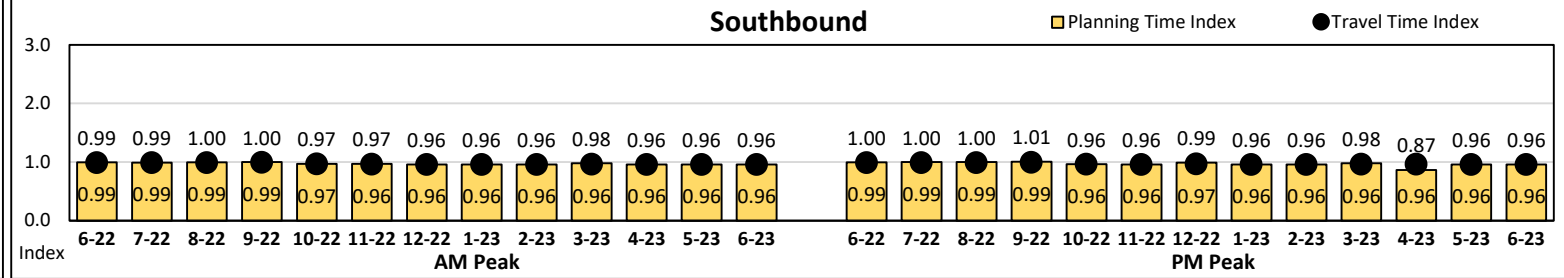 Southbound
Planning Time Index
Travel Time Index
3.0
2.0
1.0
0.0
Index
0.99 0.99 1.00 1.00 0.97 0.97 0.96 0.96 0.96 0.98 0.96 0.96 0.96 1.00 1.00 1.00 1.01 0.96 0.96 0.99 0.96 0.96 0.98 0.87 0.96 0.96
0.99 0.99 0.99 0.99 0.97 0.96 0.96 0.96 0.96 0.96 0.96 0.96 0.96 0.99 0.99 0.99 0.99 0.96 0.96 0.97 0.96 0.96 0.96 0.96 0.96 0.96
6-22 7-22 8-22 9-22 10-22 11-22 12-22 1-23 2-23 3-23 4-23 5-23 6-23 6-22 7-22 8-22 9-22 10-22 11-22 12-22 1-23 2-23 3-23 4-23 5-23 6-23
AM Peak PM Peak